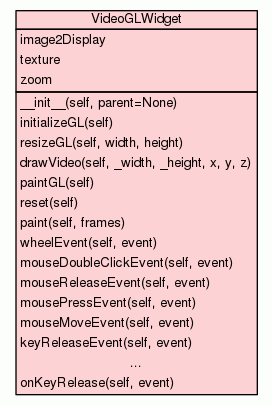 VideoGLWidget
image2Display
texture
zoom
__init__(self, parent=None)
initializeGL(self)
resizeGL(self, width, height)
drawVideo(self, _width, _height, x, y, z)
paintGL(self)
reset(self)
paint(self, frames)
wheelEvent(self, event)
mouseDoubleClickEvent(self, event)
mouseReleaseEvent(self, event)
mousePressEvent(self, event)
mouseMoveEvent(self, event)
keyReleaseEvent(self, event)
...
onKeyRelease(self, event)